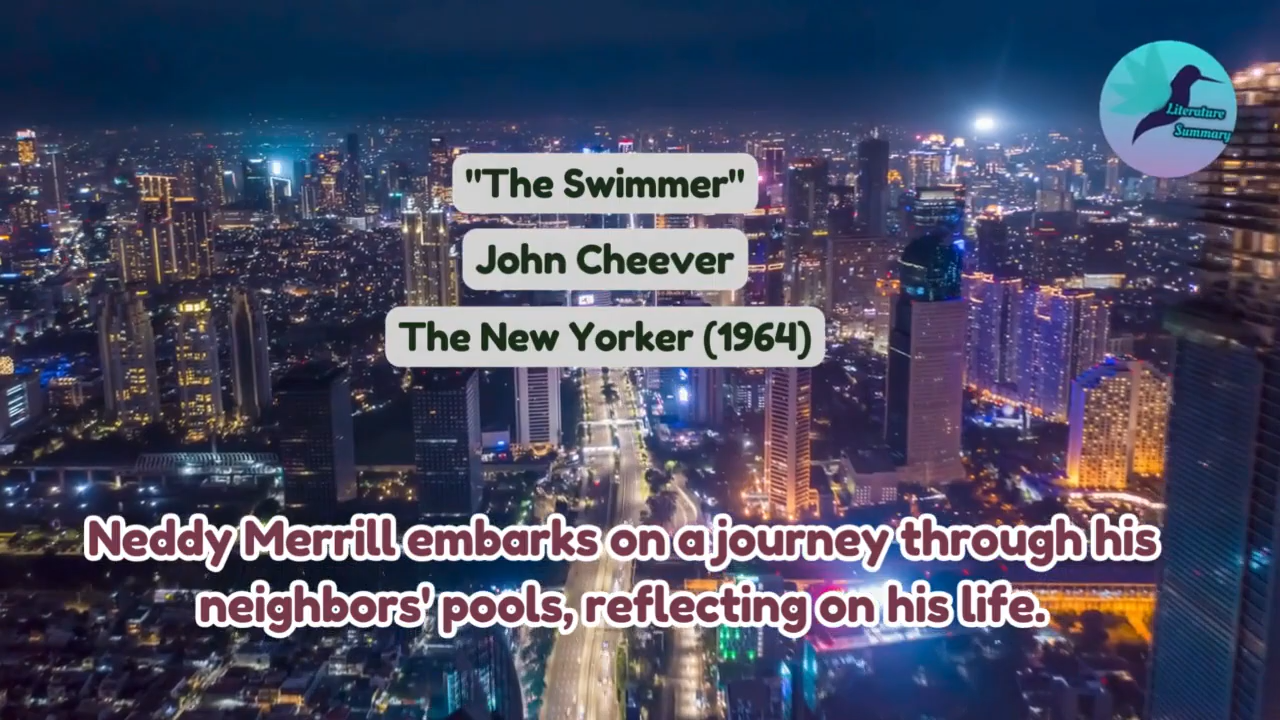 Literature
Summary
"The Swimmer"
John Cheever
The New Yorker (1964)
Neddy Merrill embarks on a journey through his
neighbors' pools, reflecting on his life.